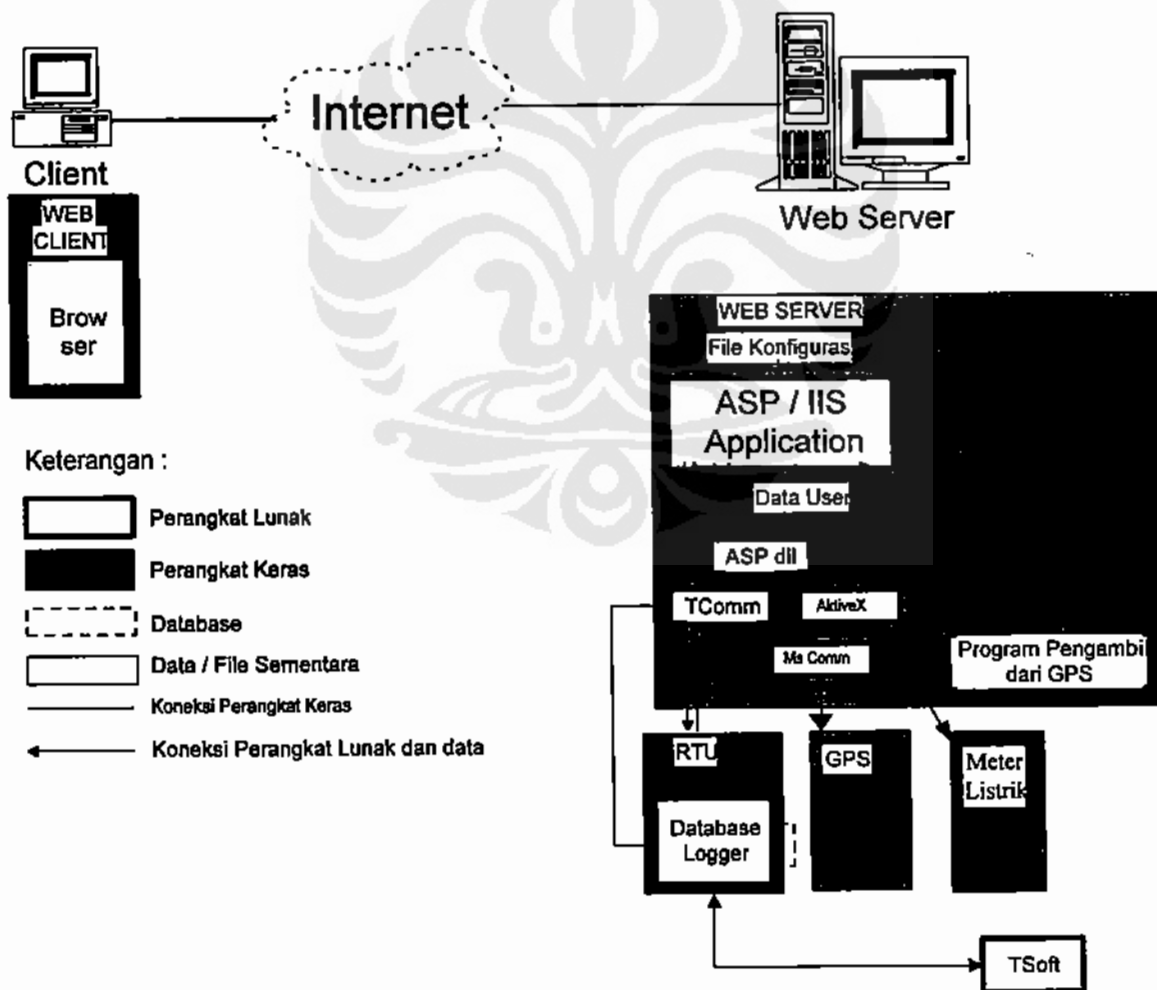 Internet
Client
Web Server
WEB
CLIENT
Brow
ser
WEB SERVER
File Konfiguras
ASP / IIS
Application
Data User
ASP dll
TComm
AktiveX
Ms Comm
Program Pengambi
dari GPS
RTU
Database
Logger
GPS
Meter
Listrik
TSoft
Keterangan :
Perangkat Lunak
Perangkat Keras
Database
Data / File Sementara
Koneksi Perangkat Keras
Koneksi Perangkat Lunak dan data